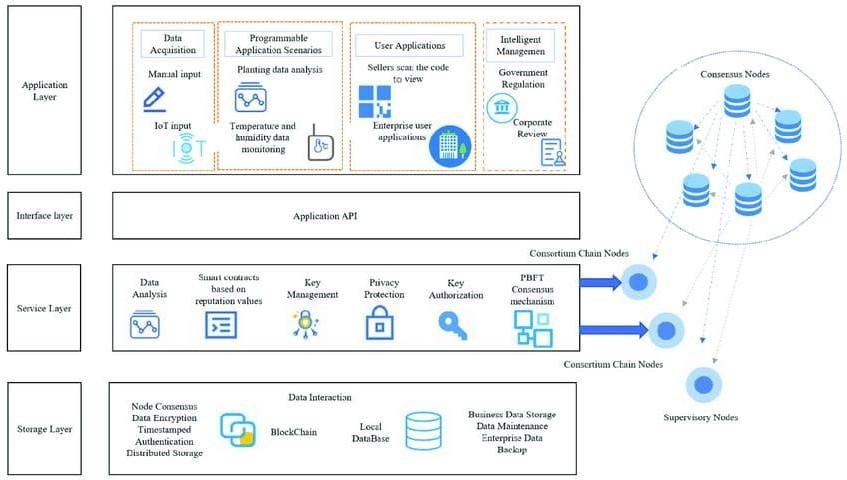 Application
Layer
Data
Acquisition
Manual input
IoT input
I T
Programmable
Application Scenarios
Planting data analysis
Temperature and
humidity data
monitoring
User Applications
Sellers scan the code
to view
Enterprise user
applications
Intelligent
Managemen
Government
Regulation
Corporate
Review
Consensus Nodes
Interface layer
Application API
Consortium Chain Nodes
Service Layer
Data
Analysis
Smart contracts
based on
reputation values
Key
Management
Privacy
Protection
Key
Authorization
PBFT
Consensus
mechanism
Consortium Chain Nodes
Supervisory Nodes
Storage Layer
Data Interaction
Node Consensus
Data Encryption
Timestamped
Authentication
Distributed Storage
BlockChain
Local
DataBase
Business Data Storage
Data Maintenance
Enterprise Data
Backup